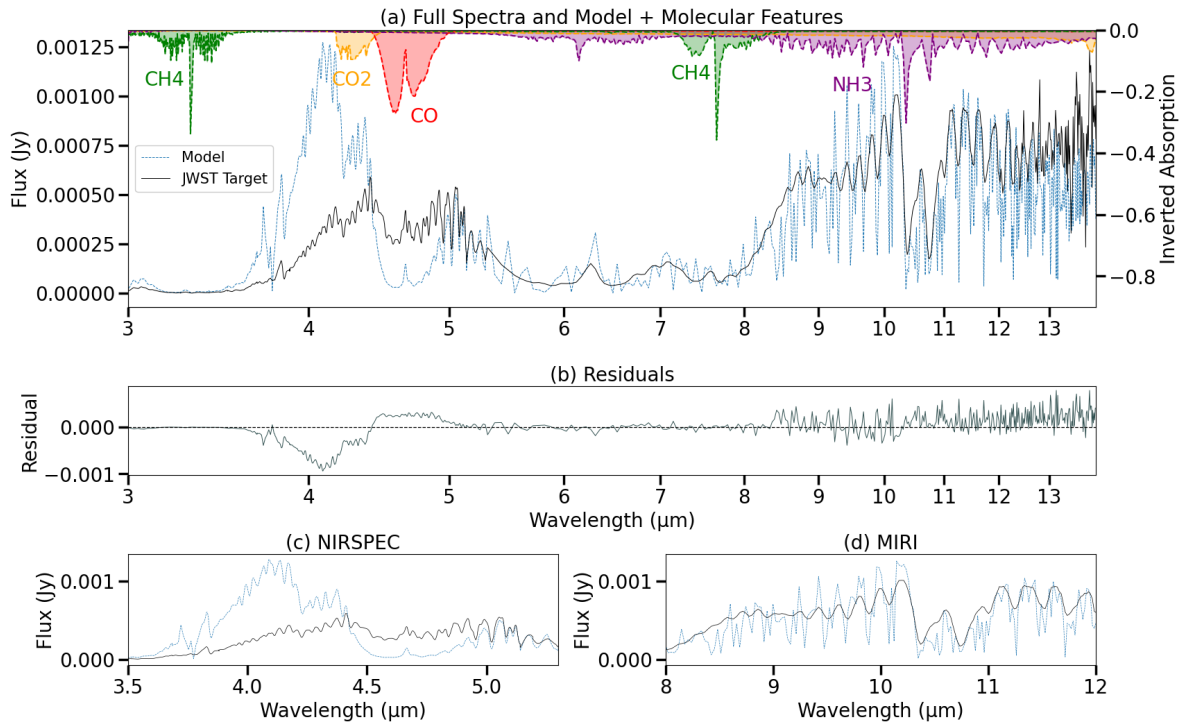 (a) Full Spectra and Model + Molecular Features
0.00125
0.00100
0.00075
0.00050
0.00025
0.00000
Flux (Jy)
CH4
CO2
CO
CH4
NH3
Model
JWST Target
0.0
−0.2
−0.4
−0.6
−0.8
Inverted Absorption
3 4 5 6 7 8 9 10 11 12 13
(b) Residuals
0.000
−0.001
Residual
3 4 5 6 7 8 9 10 11 12 13
Wavelength (μm)
(c) NIRSPEC
0.001
0.000
Flux (Jy)
3.5 4.0 4.5 5.0
Wavelength (μm)
(d) MIRI
0.001
0.000
Flux (Jy)
8 9 10 11 12
Wavelength (μm)